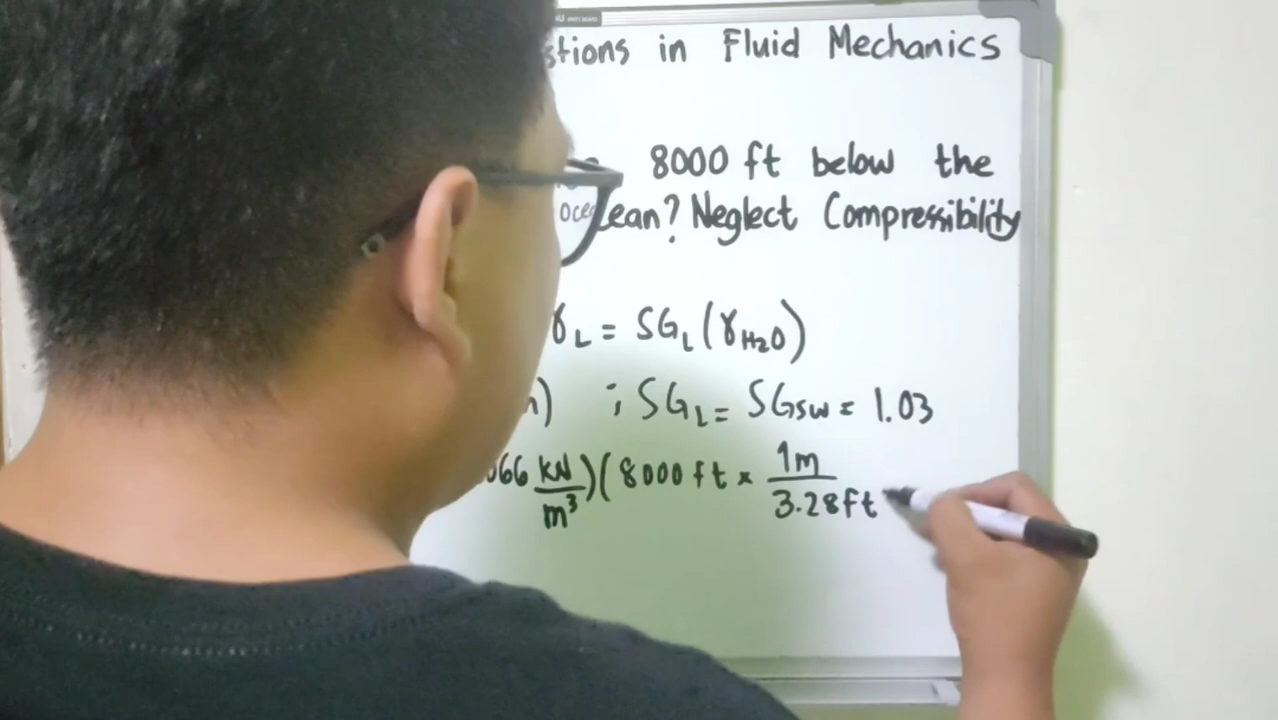 stions in Fluid Mechanics
8000 ft below the
ocean? Neglect Compressibility
γL = SGL (γH2O)
h) ; SGL = SGSW = 1.03
066 kN/m³)(8000 ft × 1m/3.28ft